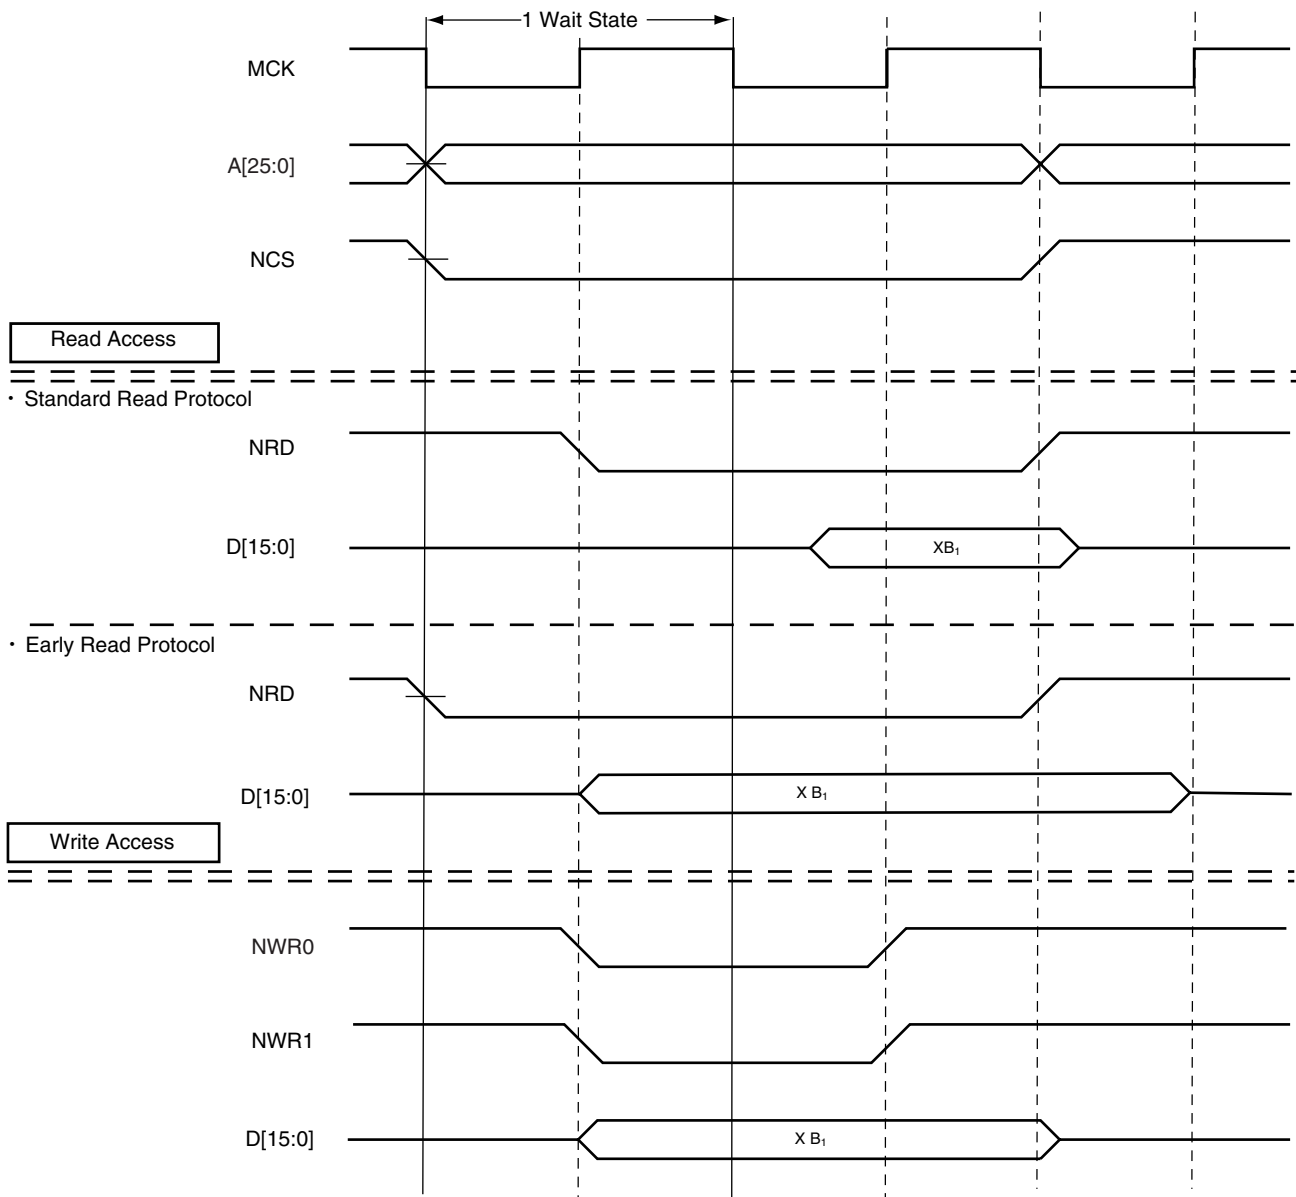 1 Wait State
MCK
A[25:0]
NCS
Read Access
· Standard Read Protocol
NRD
D[15:0]
XB₁
· Early Read Protocol
NRD
D[15:0]
X B₁
Write Access
NWR0
NWR1
D[15:0]
X B₁